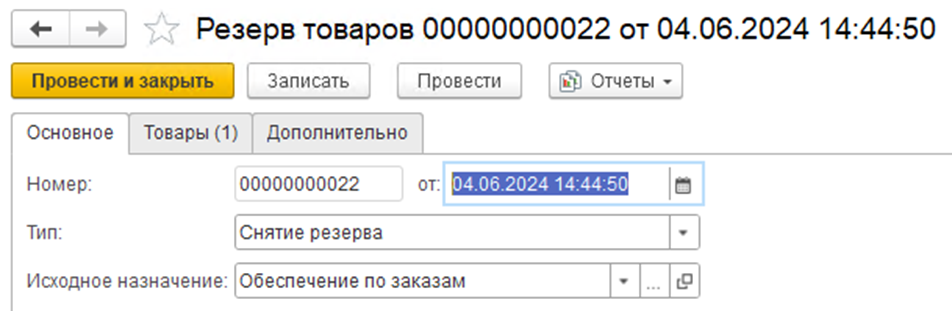 Резерв товаров 00000000022 от 04.06.2024 14:44:50
Провести и закрыть Записать Провести Отчеты
Основное Товары (1) Дополнительно
Номер: 00000000022 от: 04.06.2024 14:44:50
Тип: Снятие резерва
Исходное назначение: Обеспечение по заказам ...